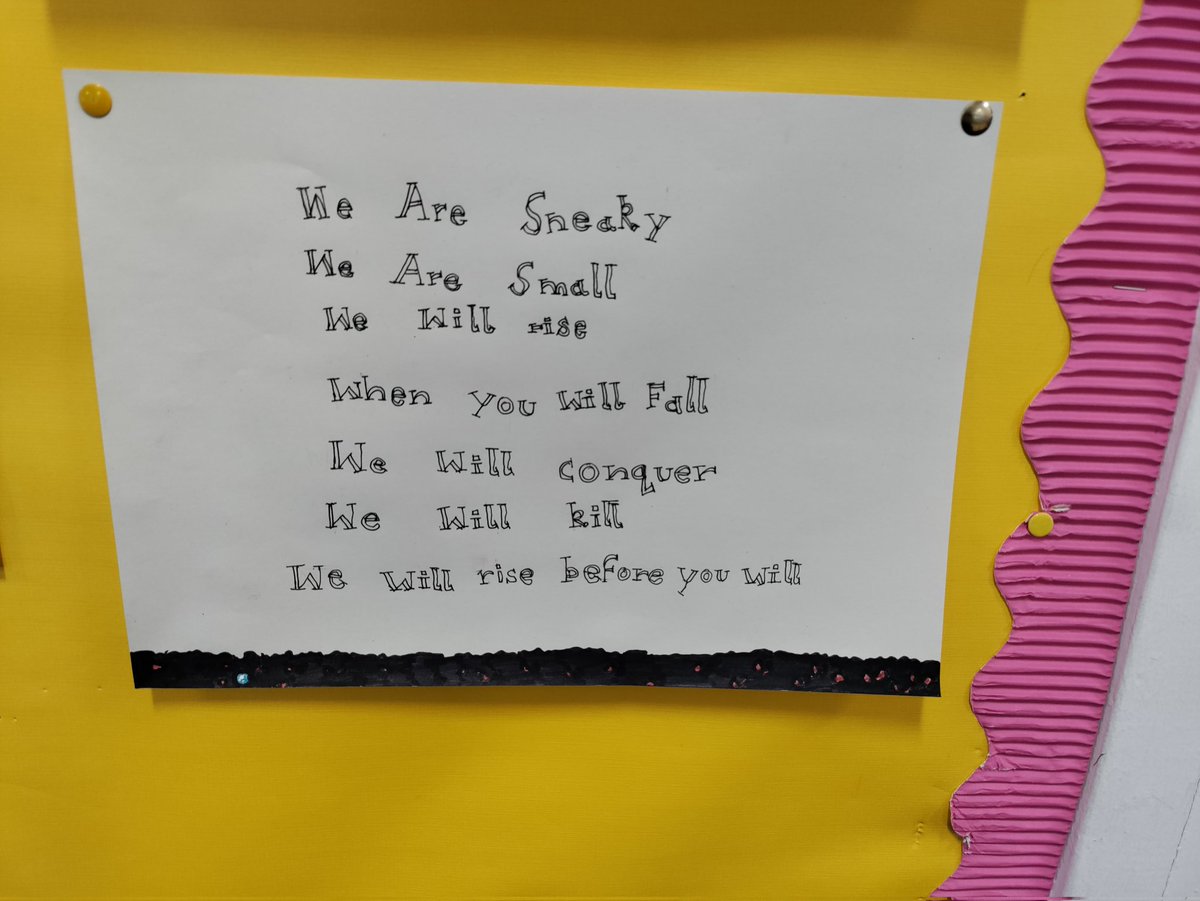 We Are Sneaky
We Are Small
We Will rise
When you will Fall
We Will conquer
We Will kill
We will rise before you will